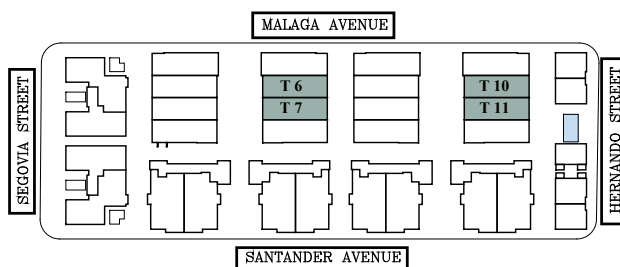 MALAGA AVENUE
SEGOVIA STREET
T 6
T 10
T 7
T 11
HERNANDO STREET
SANTANDER AVENUE